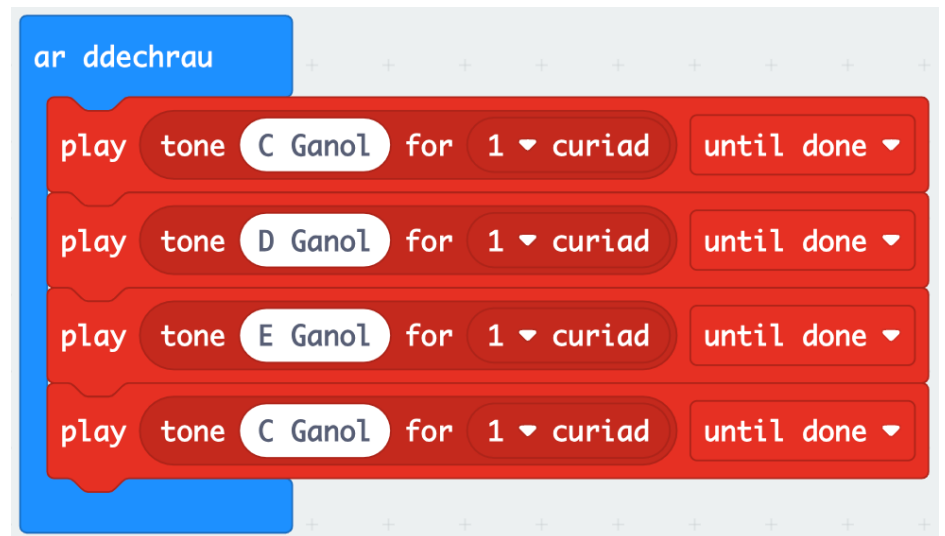 ar ddechrau
play tone C Ganol for 1 curiad until done
play tone D Ganol for 1 curiad until done
play tone E Ganol for 1 curiad until done
play tone C Ganol for 1 curiad until done